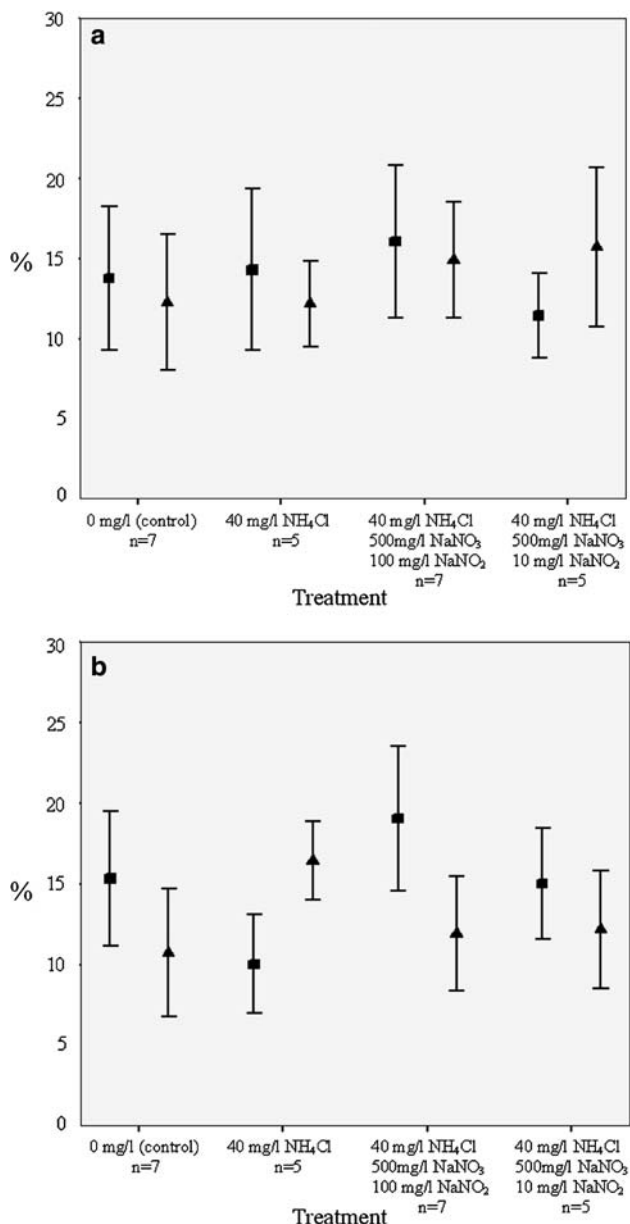 a
30
25
20
15
10
5
0
%
0 mg/l (control) 40 mg/l NH₄Cl 40 mg/l NH₄Cl 40 mg/l NH₄Cl
n=7 n=5 500mg/l NaNO₃ 500mg/l NaNO₃
100 mg/l NaNO₂ 10 mg/l NaNO₂
n=7 n=5
Treatment
b
30
25
20
15
10
5
0
%
0 mg/l (control) 40 mg/l NH₄Cl 40 mg/l NH₄Cl 40 mg/l NH₄Cl
n=7 n=5 500mg/l NaNO₃ 500mg/l NaNO₃
100 mg/l NaNO₂ 10 mg/l NaNO₂
n=7 n=5
Treatment